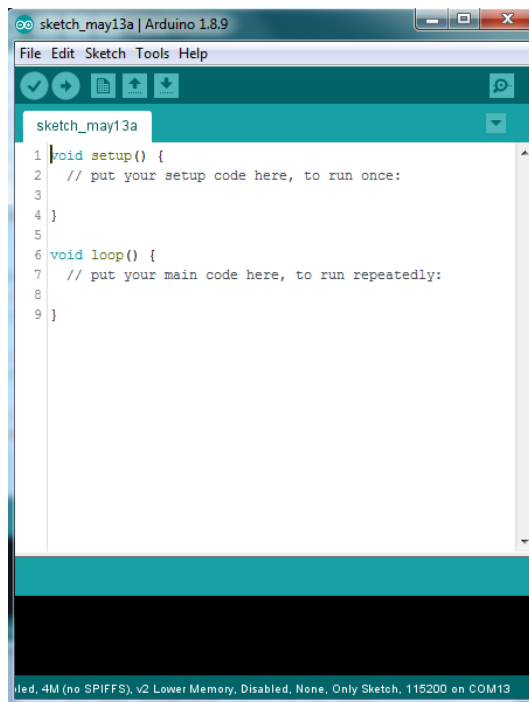 sketch_may13a | Arduino 1.8.9
File Edit Sketch Tools Help
sketch_may13a
1 void setup() {
2 // put your setup code here, to run once:
3
4 }
5
6 void loop() {
7 // put your main code here, to run repeatedly:
8
9 }
4M (no SPIFFS), v2 Lower Memory, Disabled, None, Only Sketch, 115200 on COM13